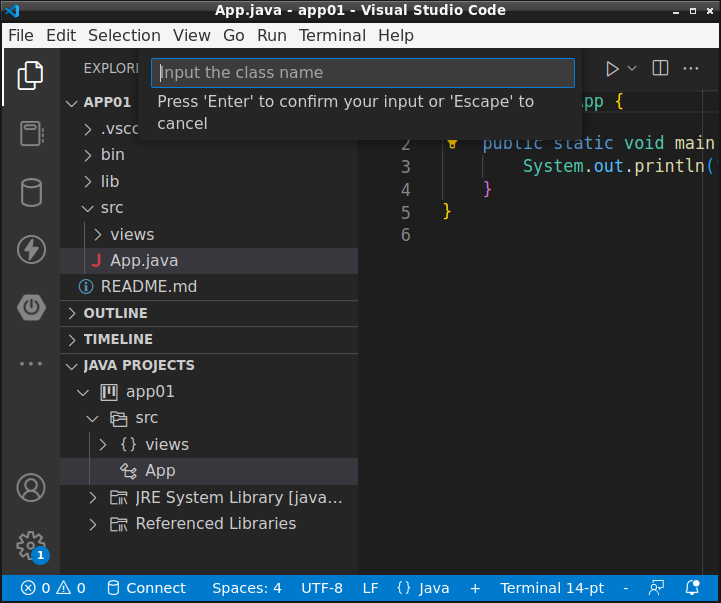 App.java - app01 - Visual Studio Code
File Edit Selection View Go Run Terminal Help
EXPLOR
Input the class name
Press 'Enter' to confirm your input or 'Escape' to
cancel
APP01
.vscc
bin
lib
src
views
J App.java
README.md
OUTLINE
TIMELINE
JAVA PROJECTS
app01
src
{} views
App
JRE System Library [java...
Referenced Libraries
pp {
2 public static void main
3 System.out.println(
4 }
5 }
6
1
0 0 Connect Spaces: 4 UTF-8 LF {} Java + Terminal 14-pt -